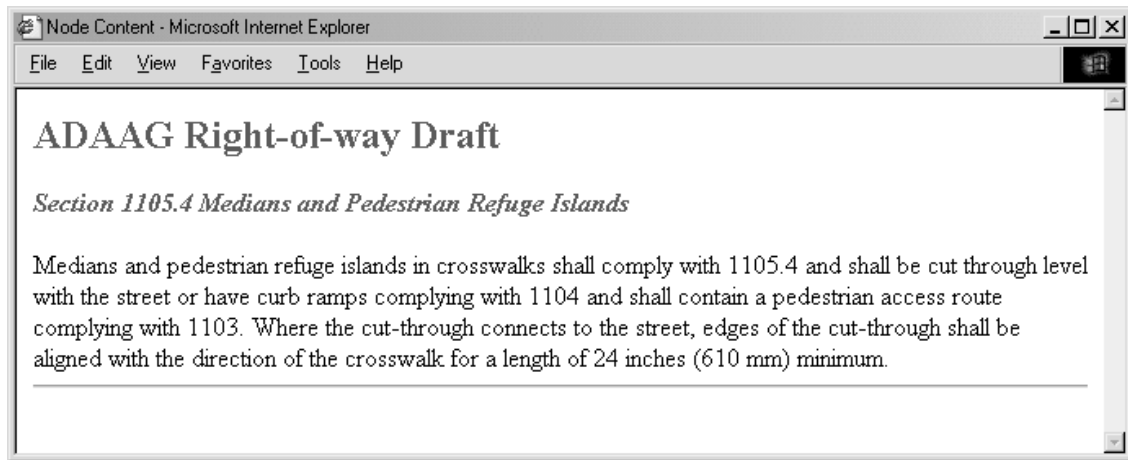 Node Content - Microsoft Internet Explorer
File Edit View Favorites Tools Help
ADAAG Right-of-way Draft
Section 1105.4 Medians and Pedestrian Refuge Islands
Medians and pedestrian refuge islands in crosswalks shall comply with 1105.4 and shall be cut through level
with the street or have curb ramps complying with 1104 and shall contain a pedestrian access route
complying with 1103. Where the cut-through connects to the street, edges of the cut-through shall be
aligned with the direction of the crosswalk for a length of 24 inches (610 mm) minimum.